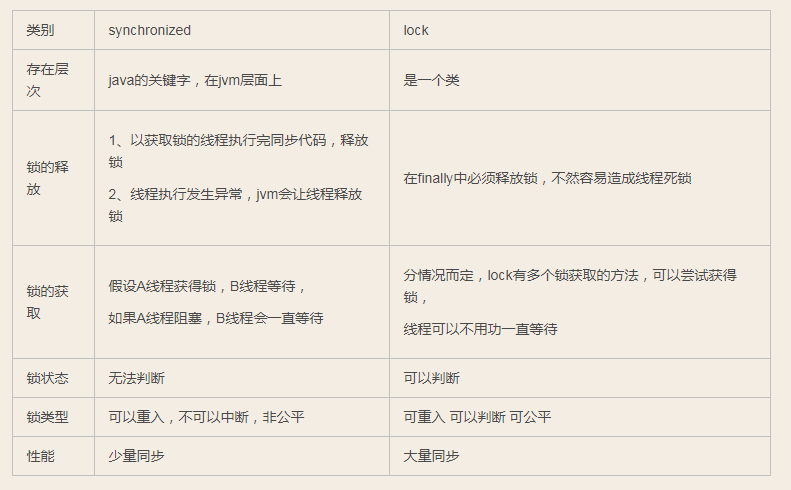 类别 synchronized lock
存在层
次
java的关键字，在jvm层面上
是一个类
锁的释
放
1、以获取锁的线程执行完同步代码，释放
锁
2、线程执行发生异常，jvm会让线程释放
锁
在finally中必须释放锁，不然容易造成线程死锁
锁的获
取
假设A线程获得锁，B线程等待，
如果A线程阻塞，B线程会一直等待
分情况而定，lock有多个锁获取的方法，可以尝试获得
锁，
线程可以不用功一直等待
锁状态 无法判断 可以判断
锁类型 可以重入，不可以中断，非公平 可重入 可以判断 可公平
性能 少量同步 大量同步